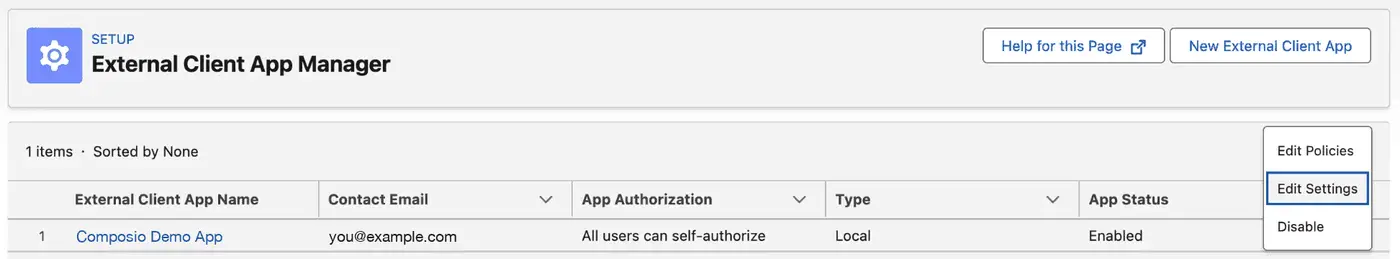 SETUP
External Client App Manager
Help for this Page
New External Client App
1 items · Sorted by None
Edit Policies
Edit Settings
Disable
External Client App Name Contact Email App Authorization Type App Status
1 Composio Demo App you@example.com All users can self-authorize Local Enabled